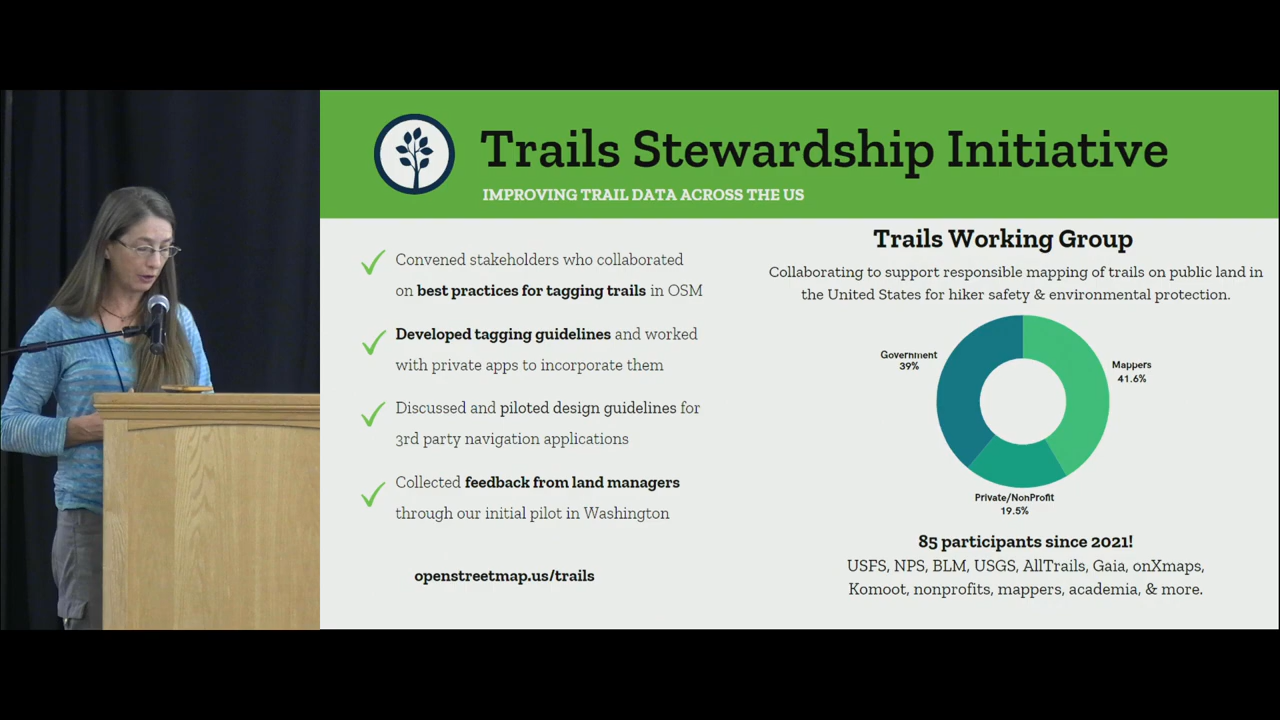 Trails Stewardship Initiative
IMPROVING TRAIL DATA ACROSS THE US
Convened stakeholders who collaborated
on best practices for tagging trails in OSM
Developed tagging guidelines and worked
with private apps to incorporate them
Discussed and piloted design guidelines for
3rd party navigation applications
Collected feedback from land managers
through our initial pilot in Washington
openstreetmap.us/trails
Trails Working Group
Collaborating to support responsible mapping of trails on public land in
the United States for hiker safety & environmental protection.
Government
39%
Mappers
41.6%
Private/NonProfit
19.5%
85 participants since 2021!
USFS, NPS, BLM, USGS, AllTrails, Gaia, onXmaps,
Komoot, nonprofits, mappers, academia, & more.